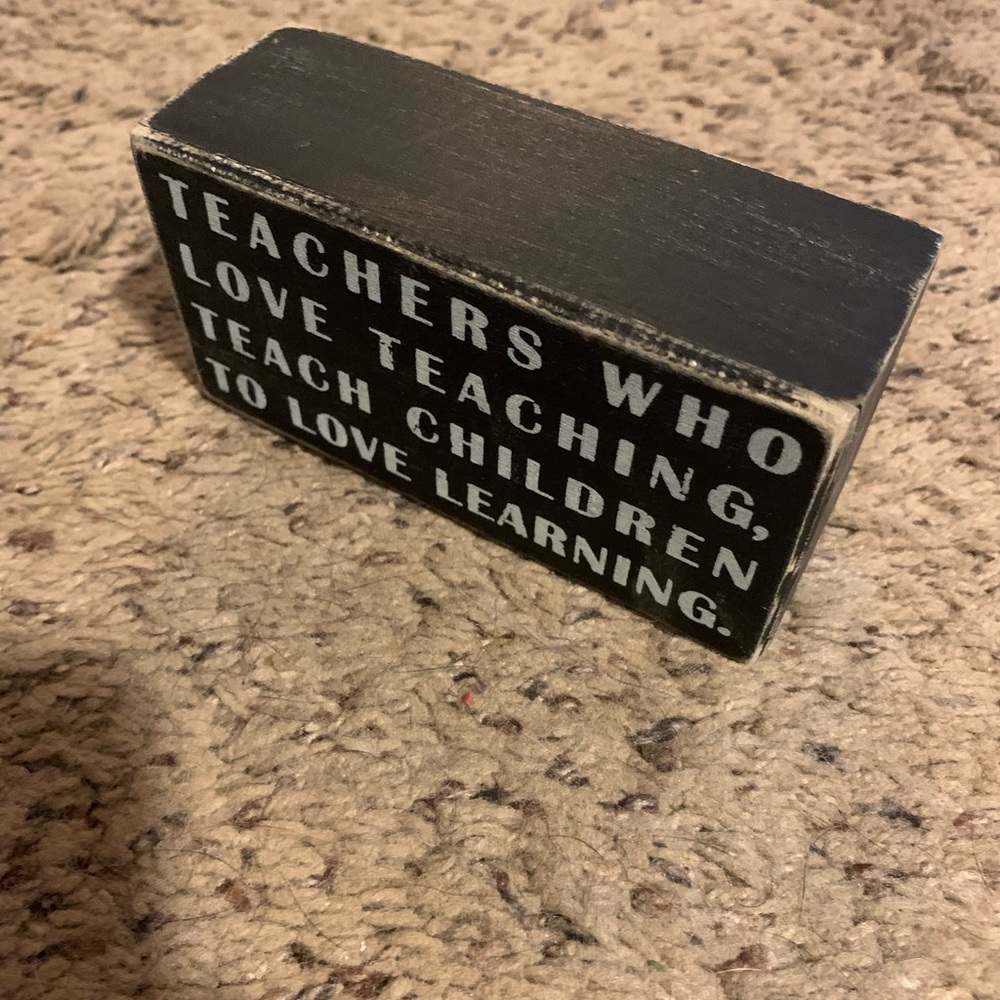 TEACHERS WHO
LOVE TEACHING,
TEACH CHILDREN
TO LOVE LEARNING.